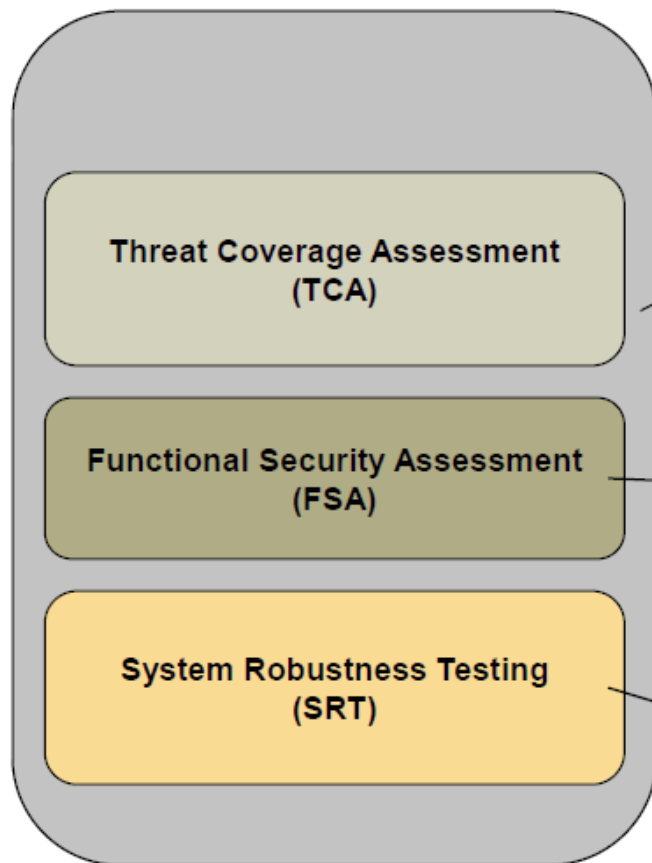 Threat Coverage Assessment
(TCA)
Functional Security Assessment
(FSA)
System Robustness Testing
(SRT)